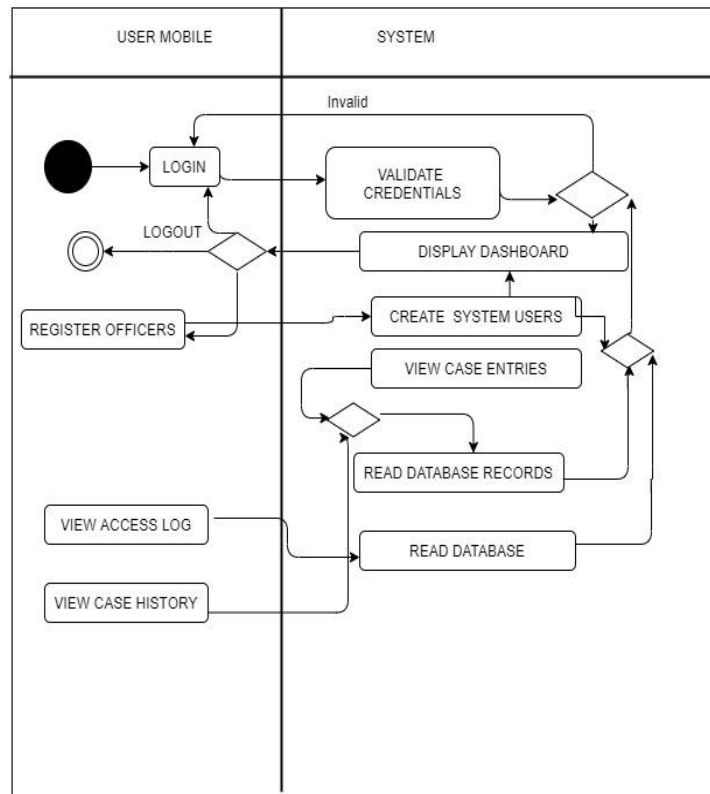 USER MOBILE
SYSTEM
Invalid
LOGIN
VALIDATE
CREDENTIALS
LOGOUT
DISPLAY DASHBOARD
REGISTER OFFICERS
CREATE SYSTEM USERS
VIEW CASE ENTRIES
READ DATABASE RECORDS
VIEW ACCESS LOG
READ DATABASE
VIEW CASE HISTORY